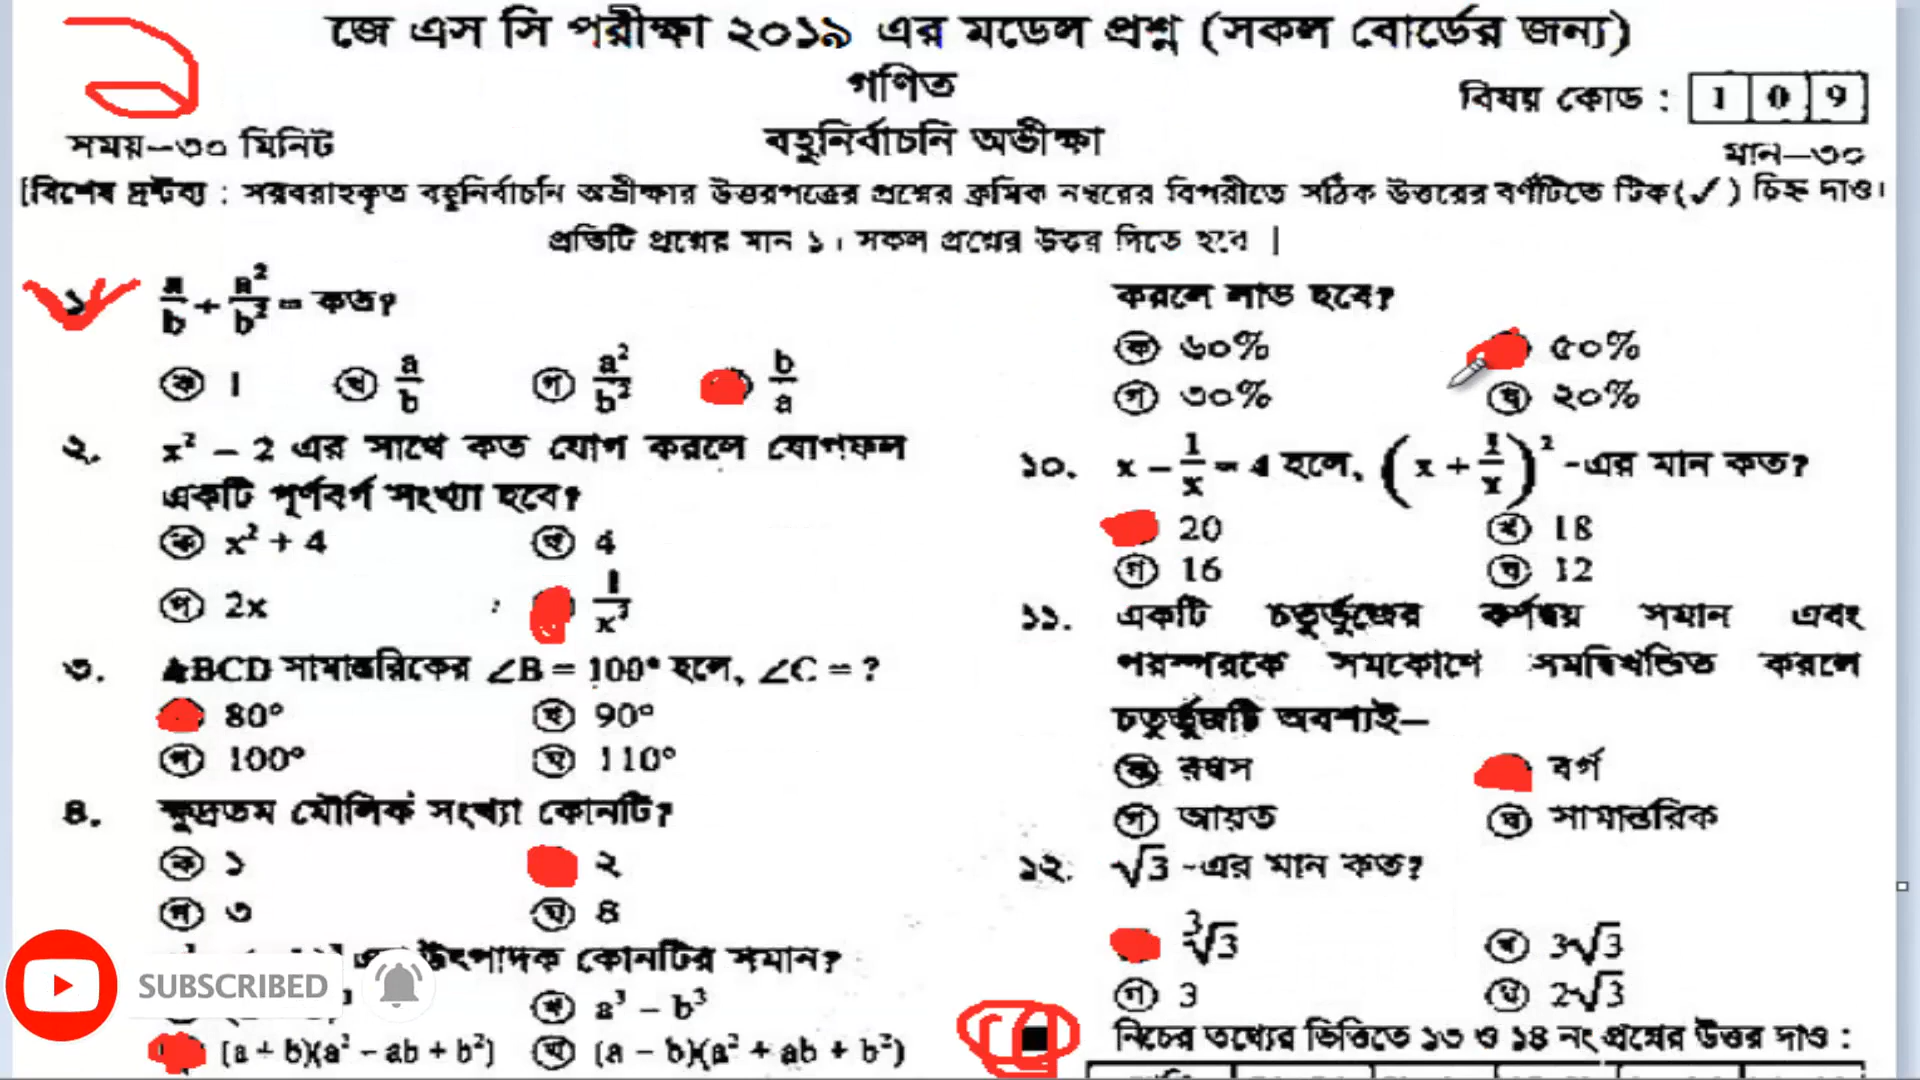 জে এস সি পরীক্ষা ২০১৯ এর মডেল প্রশ্ন (সকল বোর্ডের জন্য)
গণিত
বিষয় কোড : 1 0 9
বহুনির্বাচনি অভীক্ষা
সময়–৩০ মিনিট
মান–৩০
[বিশেষ দ্রষ্টব্য : সরবরাহকৃত বহুনির্বাচনি অভীক্ষার উত্তরপত্রের প্রশ্নের ক্রমিক নম্বরের বিপরীতে সঠিক উত্তরের বর্ণটিতে টিক(✓) চিহ্ন দাও।
প্রতিটি প্রশ্নের মান ১। সকল প্রশ্নের উত্তর দিতে হবে |
১ a/b + a²/b² = কত?
ক 1 খ a/b গ a²/b² b/a
২. x² – 2 এর সাথে কত যোগ করলে যোগফল
একটি পূর্ণবর্গ সংখ্যা হবে?
ক x² + 4 খ 4
গ 2x 1/x²
৩. ABCD সামান্তরিকের ∠B = 100° হলে, ∠C = ?
80° খ 90°
গ 100° ঘ 110°
৪. ক্ষুদ্রতম মৌলিক সংখ্যা কোনটি?
ক ১ ২
গ ৩ ঘ ৪
উৎপাদক কোনটির সমান?
খ a³ – b³
(a + b)(a² – ab + b²) ঘ (a – b)(a² + ab + b²)
করলে লাভ হবে?
ক ৬০% ৫০%
গ ৩০% ঘ ২০%
১০. x – 1/x = 4 হলে, (x + 1/x)² -এর মান কত?
20 খ 18
গ 16 ঘ 12
১১. একটি চতুর্ভুজের কর্ণদ্বয় সমান এবং
পরস্পরকে সমকোণে সমদ্বিখণ্ডিত করলে
চতুর্ভুজটি অবশ্যই–
ক রম্বস বর্গ
গ আয়ত ঘ সামান্তরিক
১২. √3 -এর মান কত?
³√3 খ 3√3
গ 3 ঘ 2√3
নিচের তথ্যের ভিত্তিতে ১৩ ও ১৪ নং প্রশ্নের উত্তর দাও :
SUBSCRIBED